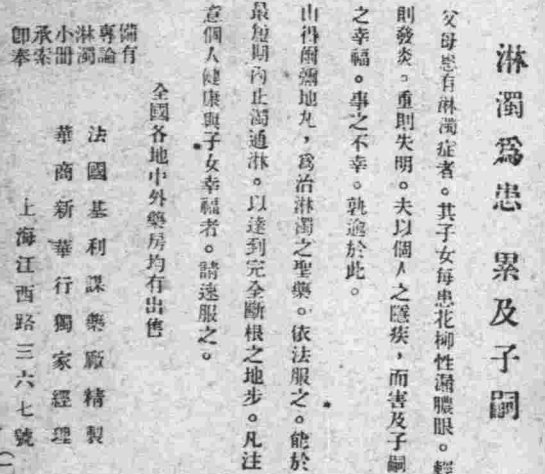 淋濁爲患 累及子嗣
父母患有淋濁症者。其子女每患花柳性漏膿眼。輕
則發炎。重則失明。夫以個人之隱疾，而害及子嗣
之幸福。事之不幸。孰逾於此。
山得爾彌地丸，爲治淋濁之聖藥。依法服之。能於
最短期內止濁通淋。以達到完全斷根之地步。凡注
意個人健康與子女幸福者。請速服之。
全國各地中外藥房均有出售
備有
專論
淋濁
小冊
承索
卽奉
法國基利課藥廠精製
華商新華行獨家經理
上海江西路三六七號